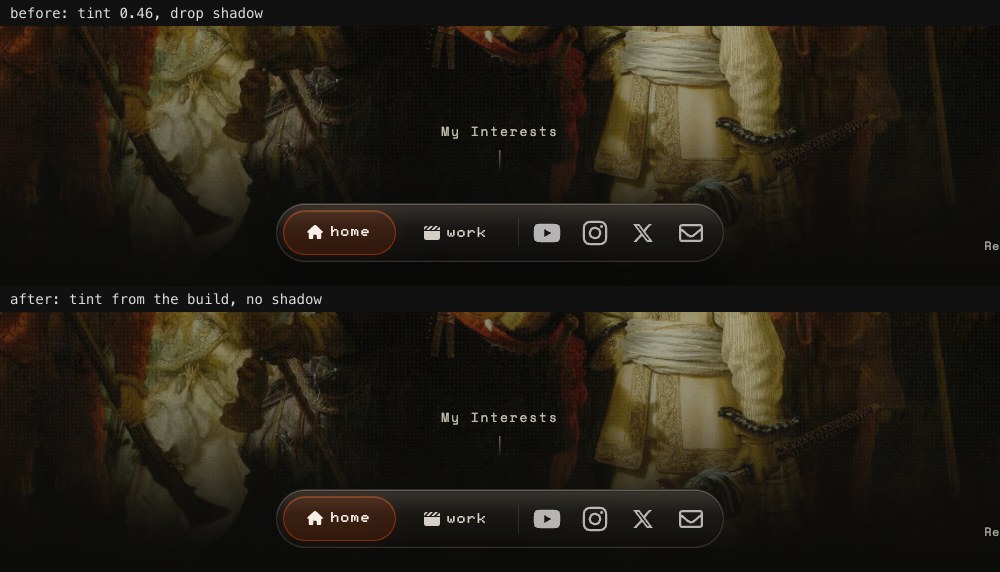 before: tint 0.46, drop shadow
My Interests
home work
Re
after: tint from the build, no shadow
My Interests
home work
Re